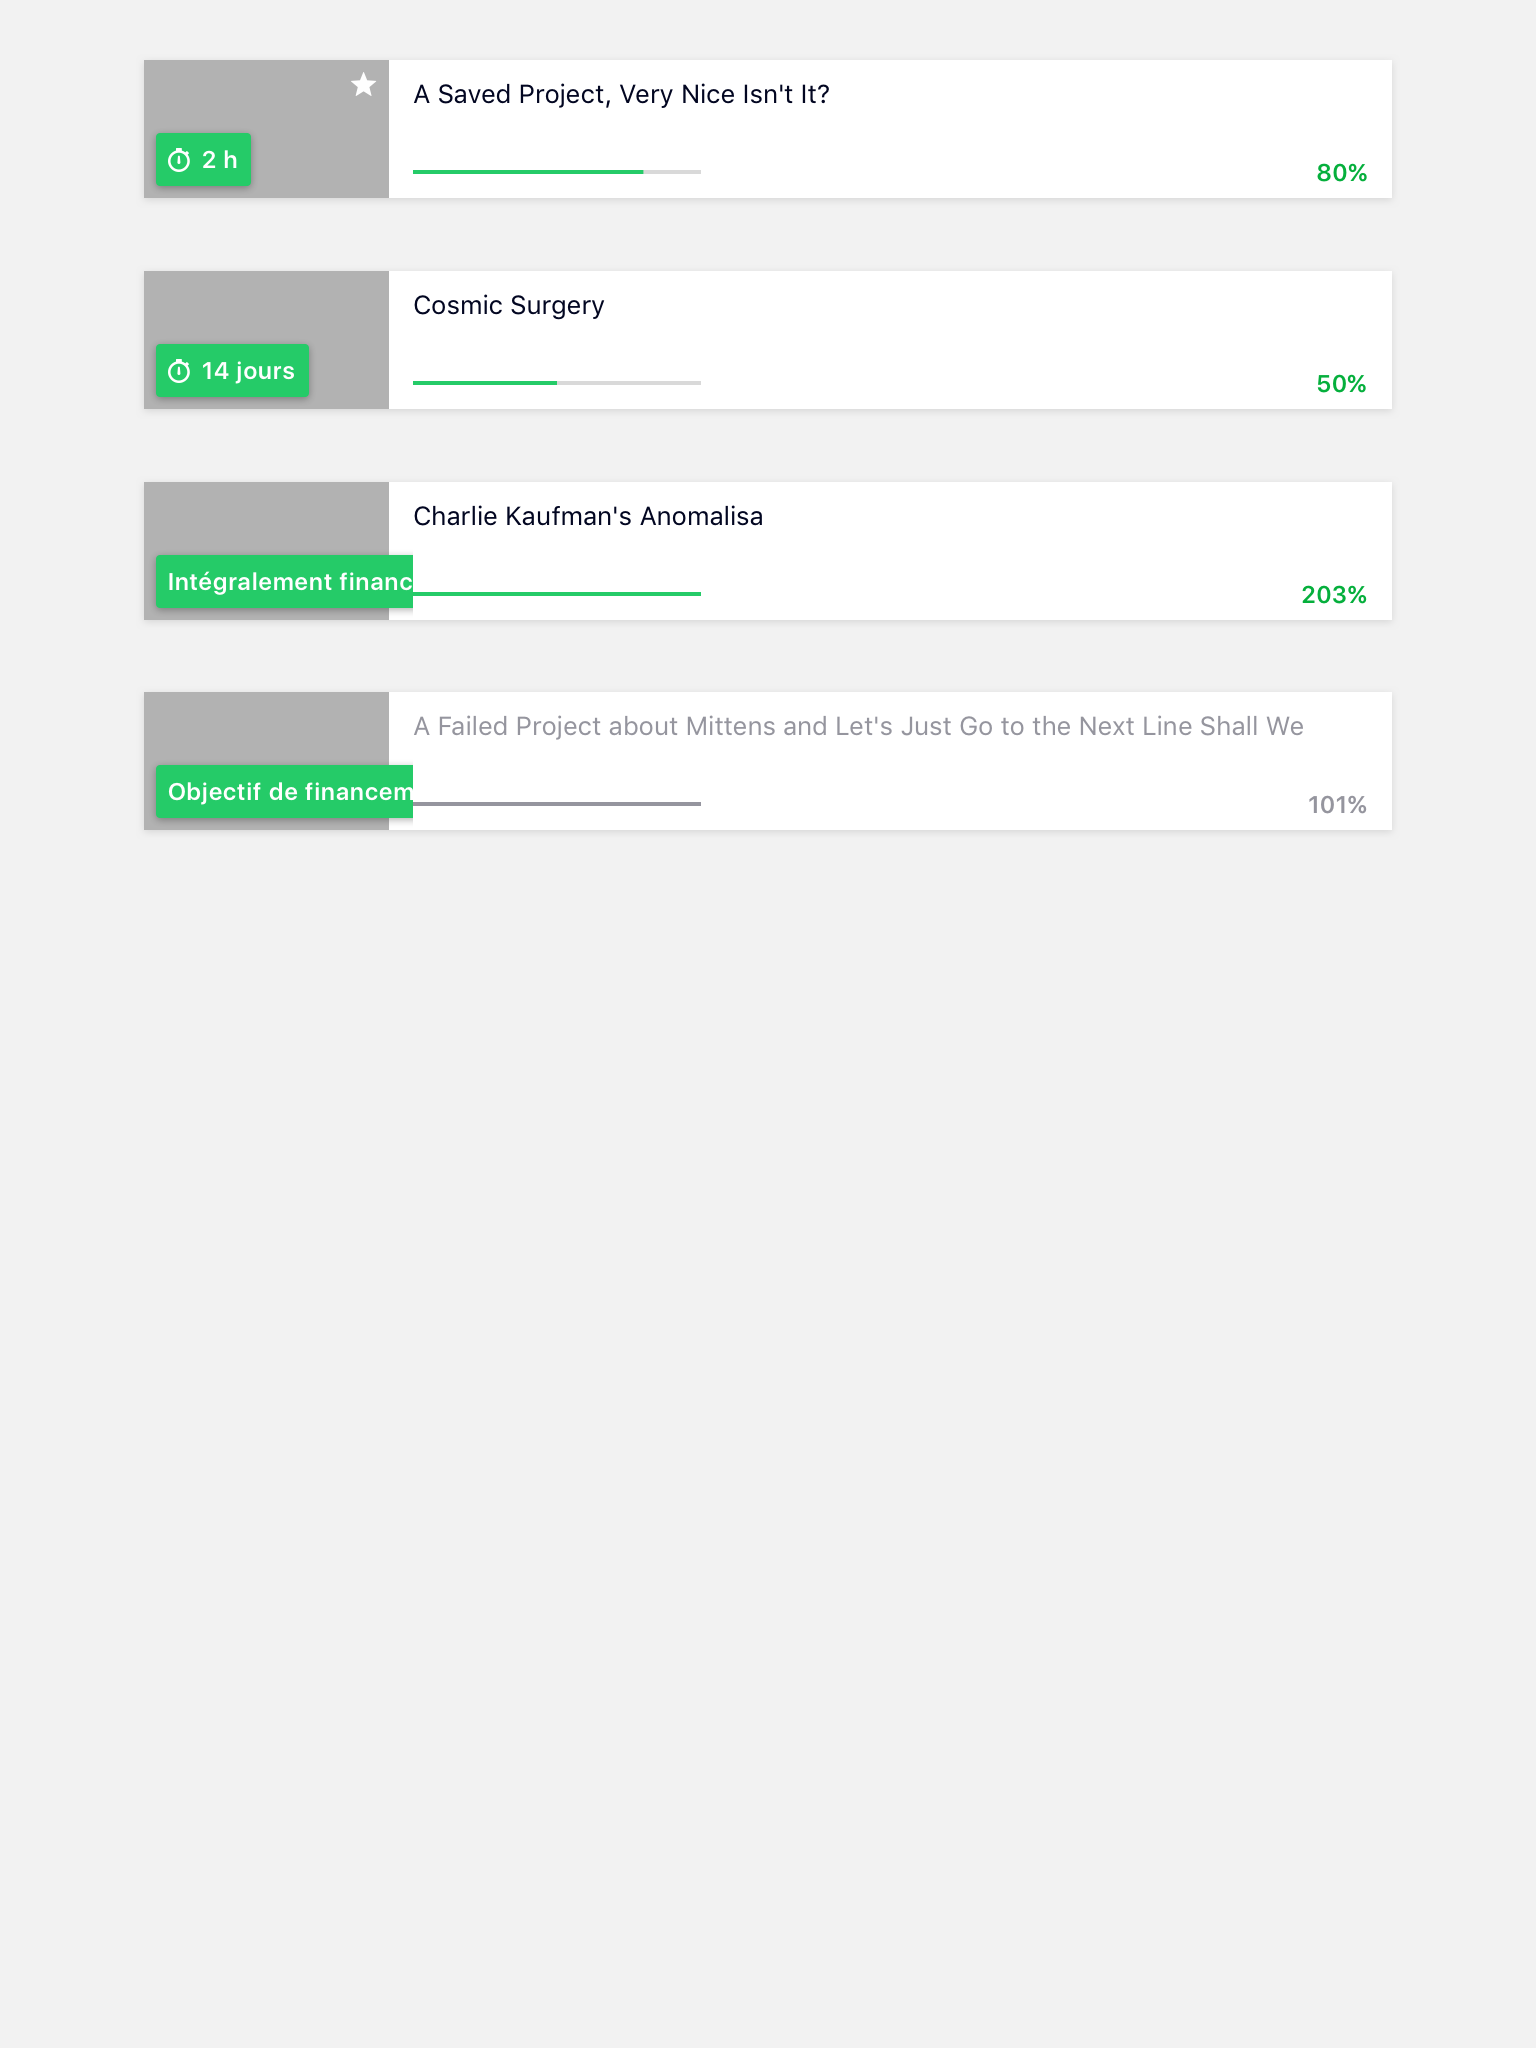 A Saved Project, Very Nice Isn't It?
2 h
80%
Cosmic Surgery
14 jours
50%
Charlie Kaufman's Anomalisa
Intégralement financ
203%
A Failed Project about Mittens and Let's Just Go to the Next Line Shall We
Objectif de financem
101%